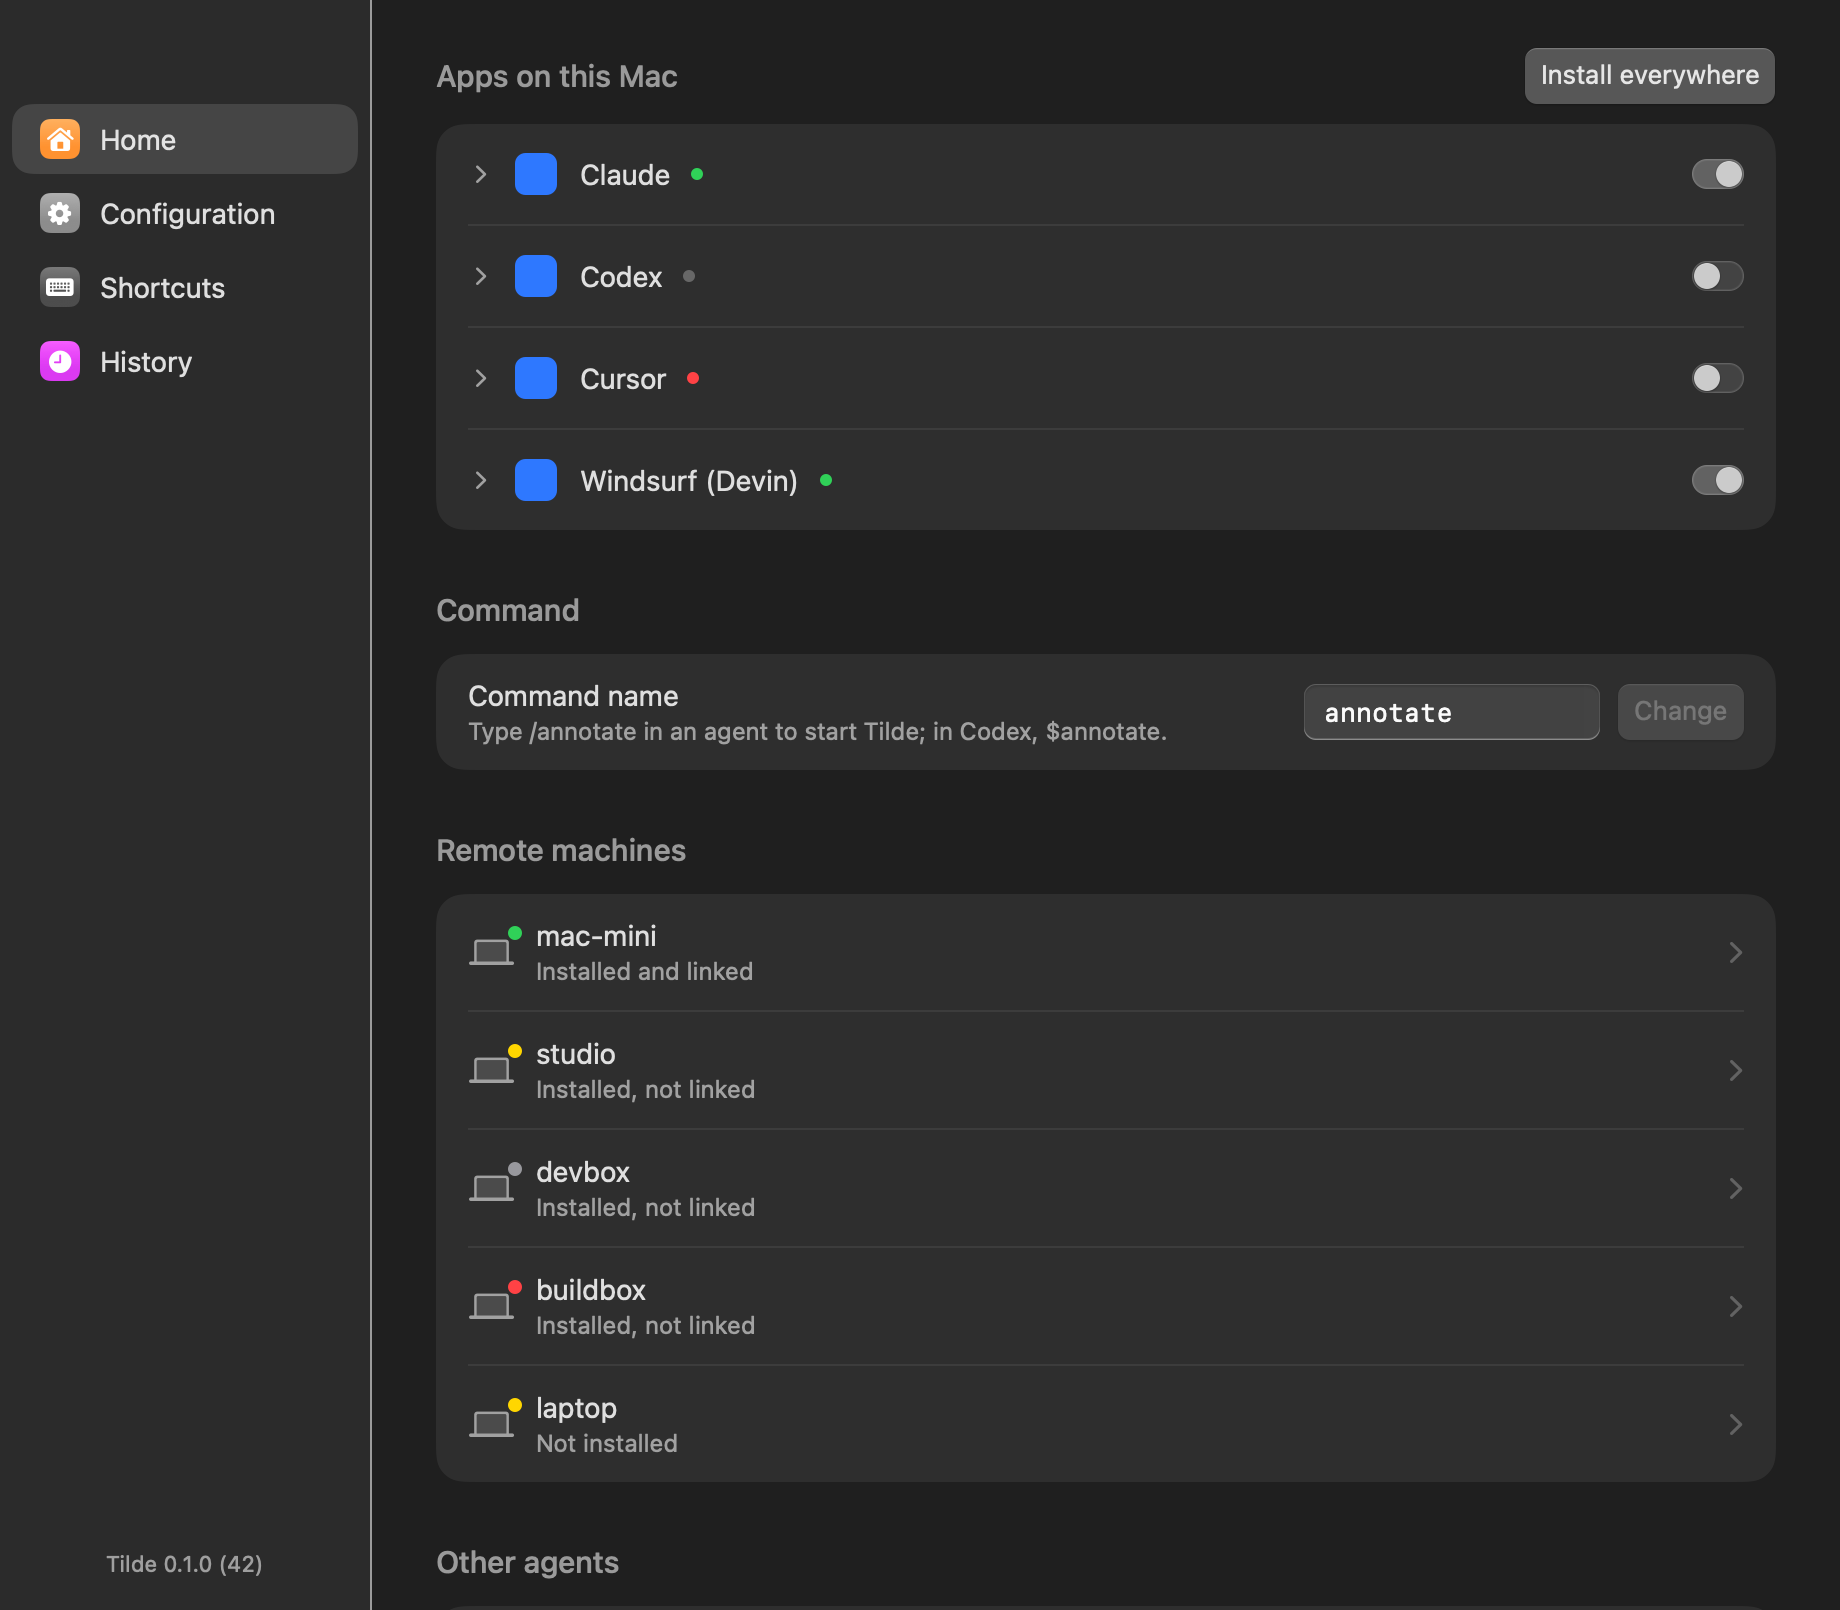 Apps on this Mac
Install everywhere
Home
Configuration
Shortcuts
History
Claude
Codex
Cursor
Windsurf (Devin)
Command
Command name
Type /annotate in an agent to start Tilde; in Codex, $annotate.
annotate
Change
Remote machines
mac-mini
Installed and linked
studio
Installed, not linked
devbox
Installed, not linked
buildbox
Installed, not linked
laptop
Not installed
Other agents
Tilde 0.1.0 (42)